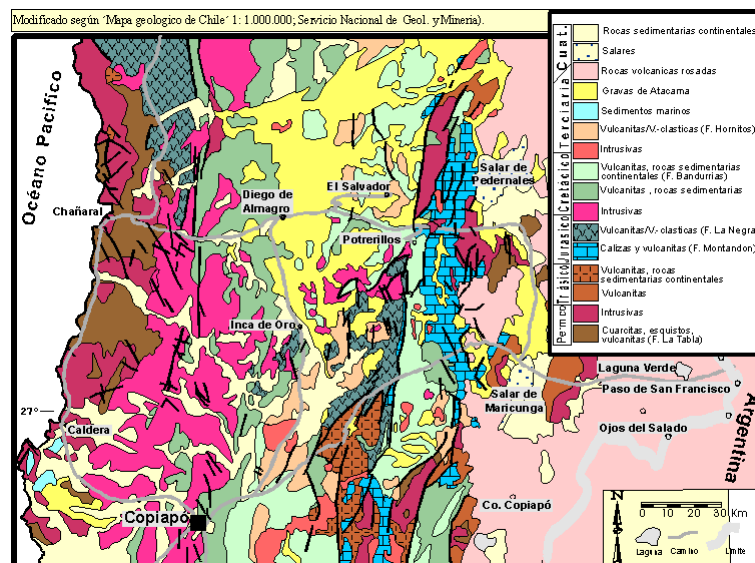 Modificado según ´Mapa geologico de Chile´ 1: 1.000.000; Servicio Nacional de Geol. y Mineria).
Océano Pacífico
Chañaral
Diego de
Almagro
El Salvador
Potrerillos
Salar de
Pedernales
Inca de Oro
27°
Caldera
Copiapó
Salar de
Maricunga
Laguna Verde
Paso de San Francisco
Ojos del Salado
Co. Copiapó
Argentina
Cuat.
Terciaria
Cretácico
Jurasico
Triásico
Permco
Rocas sedimentarias continentales
Salares
Rocas volcanicas rosadas
Gravas de Atacama
Sedimentos marinos
Vulcanitas/V.-clasticas (F. Hornitos)
Intrusivas
Vulcanitas, rocas sedimentarias
continentales (F. Bandurrias)
Vulcanitas , rocas sedimentarias
Intrusivas
Vulcanitas/V.-clasticas (F. La Negra)
Calizas y vulcanitas (F. Montandon)
Vulcanitas, rocas
sedimentarias continentales
Vulcanitas
Intrusivas
Cuarcitas, esquistos,
vulcanitas (F. La Tabla)
N
0 10 20 30 Km
Laguna
Camino
Límite